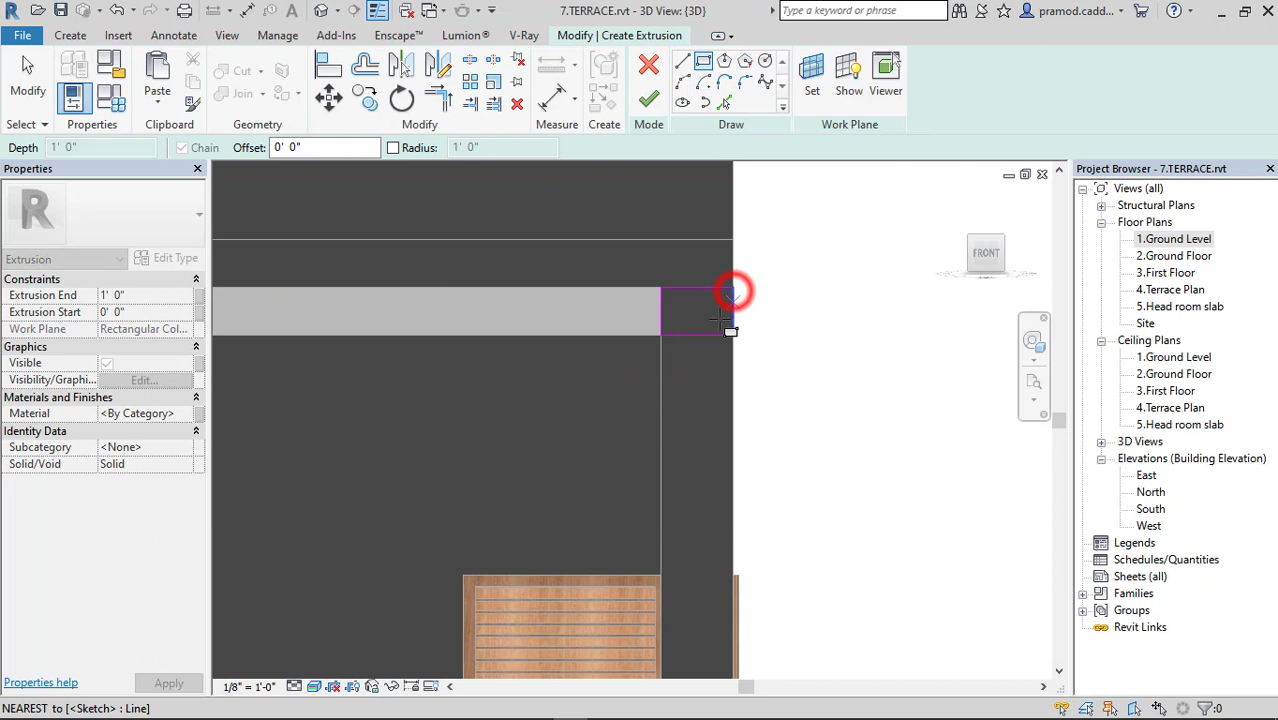 7.TERRACE.rvt - 3D View: {3D}
Type a keyword or phrase
pramod.cadd...
File
Create
Insert
Annotate
View
Manage
Add-Ins
Enscape™
Lumion®
V-Ray
Modify | Create Extrusion
Modify
Paste
Cut
Join
Set
Show
Viewer
Select
Properties
Clipboard
Geometry
Modify
Measure
Create
Mode
Draw
Work Plane
Depth
1' 0"
Chain
Offset:
0' 0"
Radius:
1' 0"
Properties
R
Extrusion
Edit Type
Constraints
Extrusion End
1' 0"
Extrusion Start
0' 0"
Work Plane
Rectangular Col...
Graphics
Visible
Visibility/Graphi...
Edit...
Materials and Finishes
Material
<By Category>
Identity Data
Subcategory
<None>
Solid/Void
Solid
Properties help
Apply
FRONT
Project Browser - 7.TERRACE.rvt
Views (all)
Structural Plans
Floor Plans
1.Ground Level
2.Ground Floor
3.First Floor
4.Terrace Plan
5.Head room slab
Site
Ceiling Plans
1.Ground Level
2.Ground Floor
3.First Floor
4.Terrace Plan
5.Head room slab
3D Views
Elevations (Building Elevation)
East
North
South
West
Legends
Schedules/Quantities
Sheets (all)
Families
Groups
Revit Links
1/8" = 1'-0"
NEAREST to [<Sketch> : Line]
:0